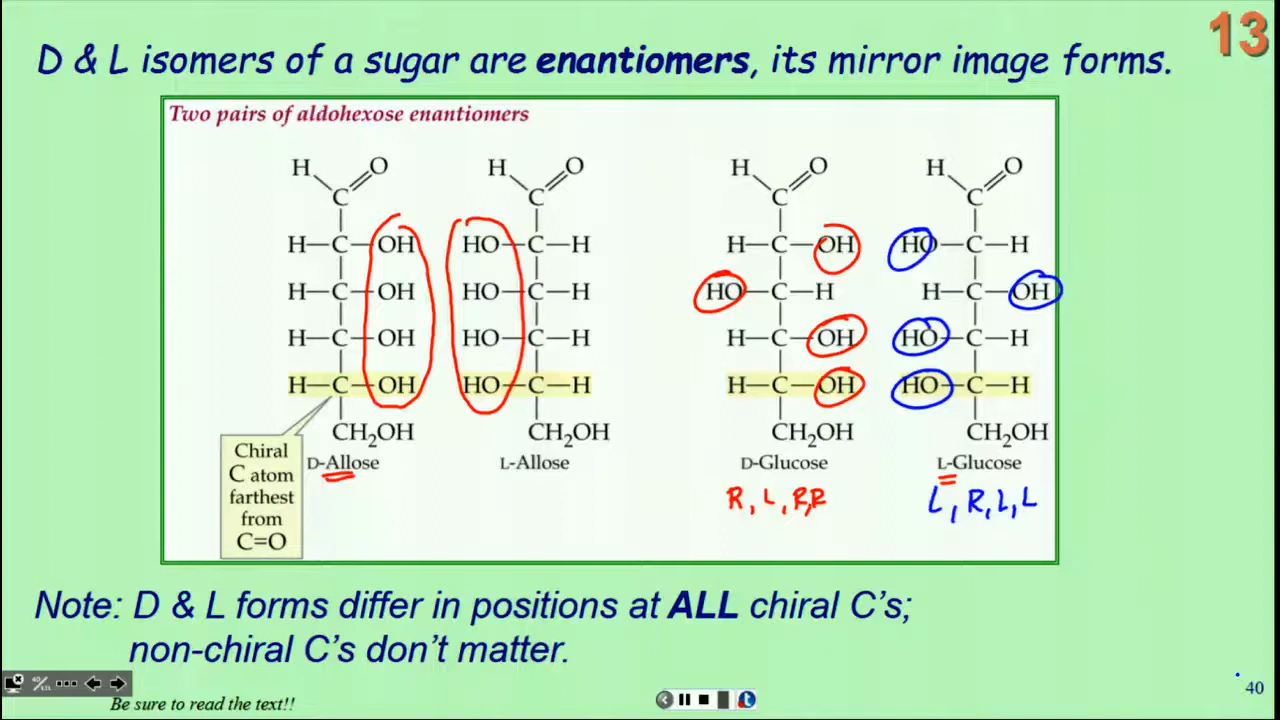 13
D & L isomers of a sugar are enantiomers, its mirror image forms.
Two pairs of aldohexose enantiomers
H O H O H O H O
C C C C
H—C—OH HO—C—H H—C—OH HO—C—H
H—C—OH HO—C—H HO—C—H H—C—OH
H—C—OH HO—C—H H—C—OH HO—C—H
H—C—OH HO—C—H H—C—OH HO—C—H
CH₂OH CH₂OH CH₂OH CH₂OH
D-Allose L-Allose D-Glucose L-Glucose
Chiral
C atom
farthest
from
C=O
R, L, R,R L, R, L, L
Note: D & L forms differ in positions at ALL chiral C's;
non-chiral C's don't matter.
Be sure to read the text!!
40